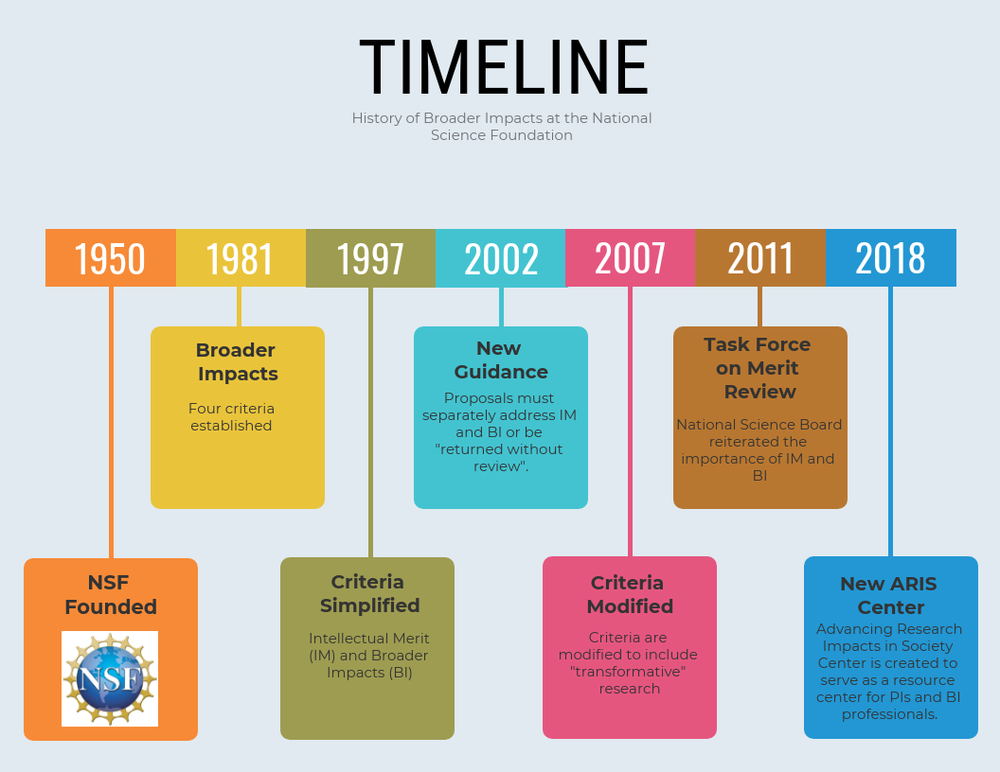 TIMELINE
History of Broader Impacts at the National
Science Foundation
1950
1981
1997
2002
2007
2011
2018
Broader
Impacts
Four criteria
established
New
Guidance
Proposals must
separately address IM
and BI or be
"returned without
review".
Task Force
on Merit
Review
National Science Board
reiterated the
importance of IM and
BI
NSF
Founded
NSF
Criteria
Simplified
Intellectual Merit
(IM) and Broader
Impacts (BI)
Criteria
Modified
Criteria are
modified to include
"transformative"
research
New ARIS
Center
Advancing Research
Impacts in Society
Center is created to
serve as a resource
center for PIs and BI
professionals.